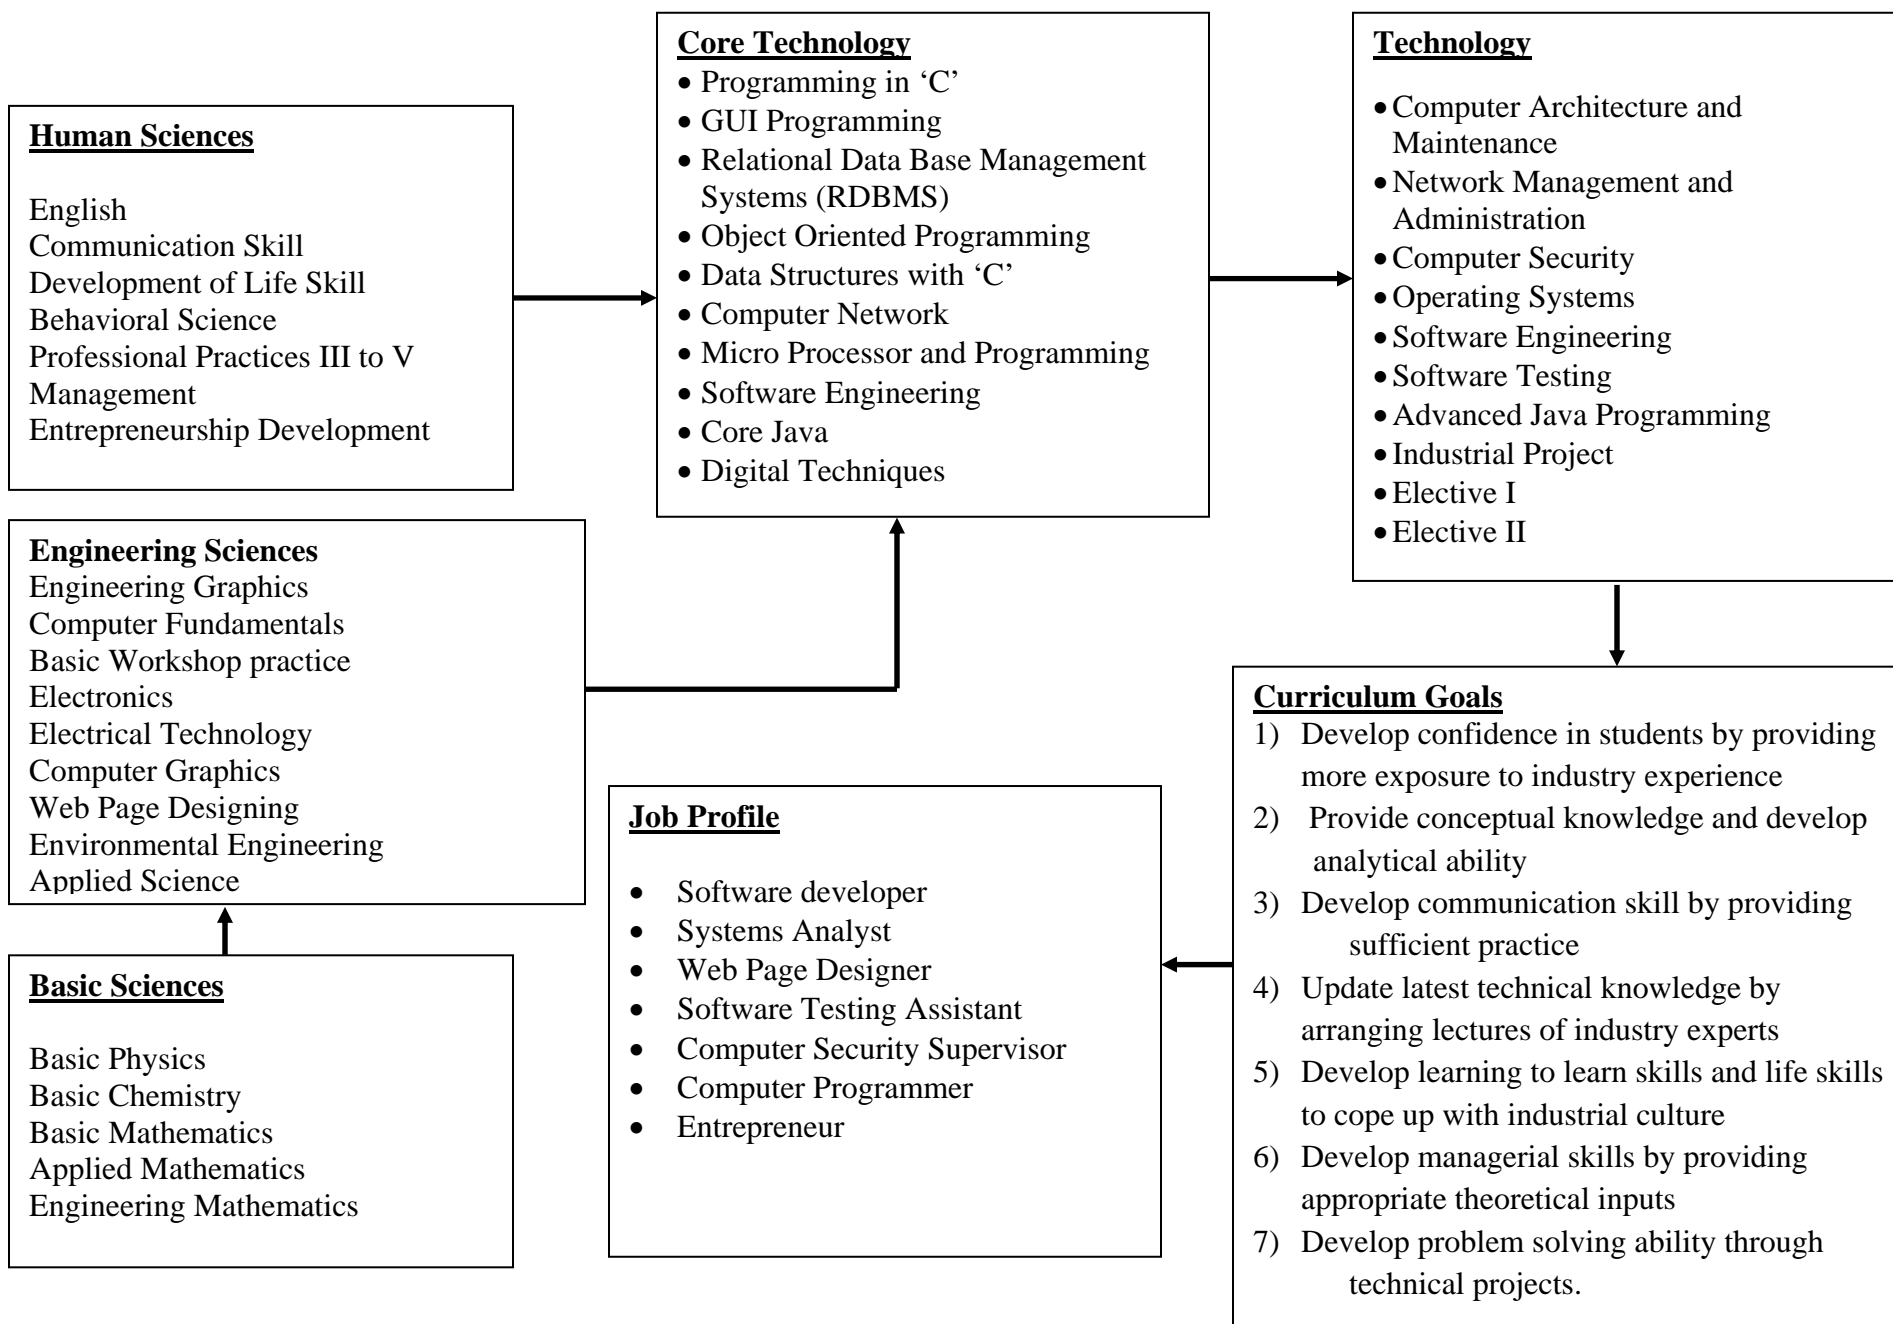 Human Sciences
English
Communication Skill
Development of Life Skill
Behavioral Science
Professional Practices III to V
Management
Entrepreneurship Development
Engineering Sciences
Engineering Graphics
Computer Fundamentals
Basic Workshop practice
Electronics
Electrical Technology
Computer Graphics
Web Page Designing
Environmental Engineering
Applied Science
Basic Sciences
Basic Physics
Basic Chemistry
Basic Mathematics
Applied Mathematics
Engineering Mathematics
Core Technology
• Programming in ‘C’
• GUI Programming
• Relational Data Base Management
Systems (RDBMS)
• Object Oriented Programming
• Data Structures with ‘C’
• Computer Network
• Micro Processor and Programming
• Software Engineering
• Core Java
• Digital Techniques
Technology
• Computer Architecture and
Maintenance
• Network Management and
Administration
• Computer Security
• Operating Systems
• Software Engineering
• Software Testing
• Advanced Java Programming
• Industrial Project
• Elective I
• Elective II
Curriculum Goals
1) Develop confidence in students by providing
more exposure to industry experience
2) Provide conceptual knowledge and develop
analytical ability
3) Develop communication skill by providing
sufficient practice
4) Update latest technical knowledge by
arranging lectures of industry experts
5) Develop learning to learn skills and life skills
to cope up with industrial culture
6) Develop managerial skills by providing
appropriate theoretical inputs
7) Develop problem solving ability through
technical projects.
Job Profile
• Software developer
• Systems Analyst
• Web Page Designer
• Software Testing Assistant
• Computer Security Supervisor
• Computer Programmer
• Entrepreneur